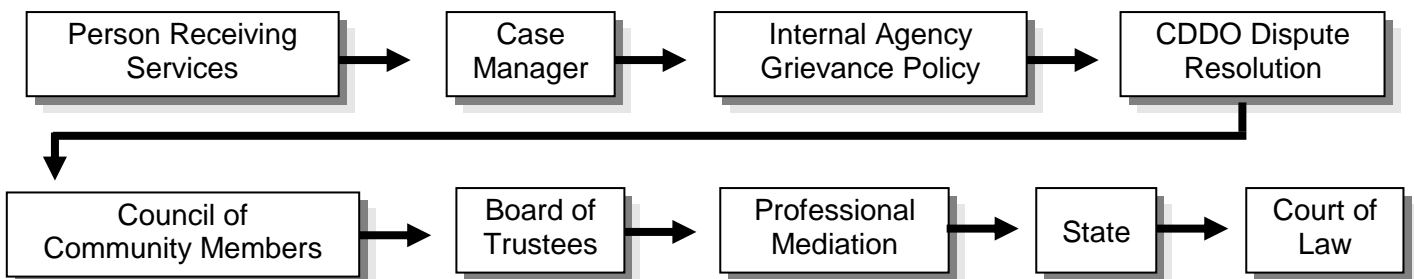 Person Receiving
Services
Case
Manager
Internal Agency
Grievance Policy
CDDO Dispute
Resolution
Council of
Community Members
Board of
Trustees
Professional
Mediation
State
Court of
Law